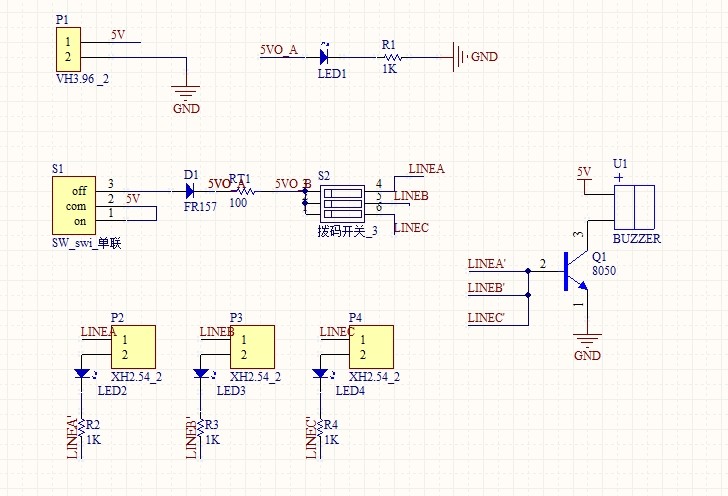 P1
1
2
5V
VH3.96_2
GND
5VO_A
LED1
R1
1K
GND
S1
off
com
on
3
2
1
5V
SW_swi_单联
D1
FR157
5VO_A
RT1
100
5VO_B
S2
4
5
6
拨码开关_3
LINEA
LINEB
LINEC
5V
U1
+
BUZZER
3
Q1
8050
2
1
GND
LINEA'
LINEB'
LINEC'
P2
LINEA
1
2
XH2.54_2
LED2
LINEA'
R2
1K
P3
LINEB
1
2
XH2.54_2
LED3
LINEB'
R3
1K
P4
LINEC
1
2
XH2.54_2
LED4
LINEC'
R4
1K